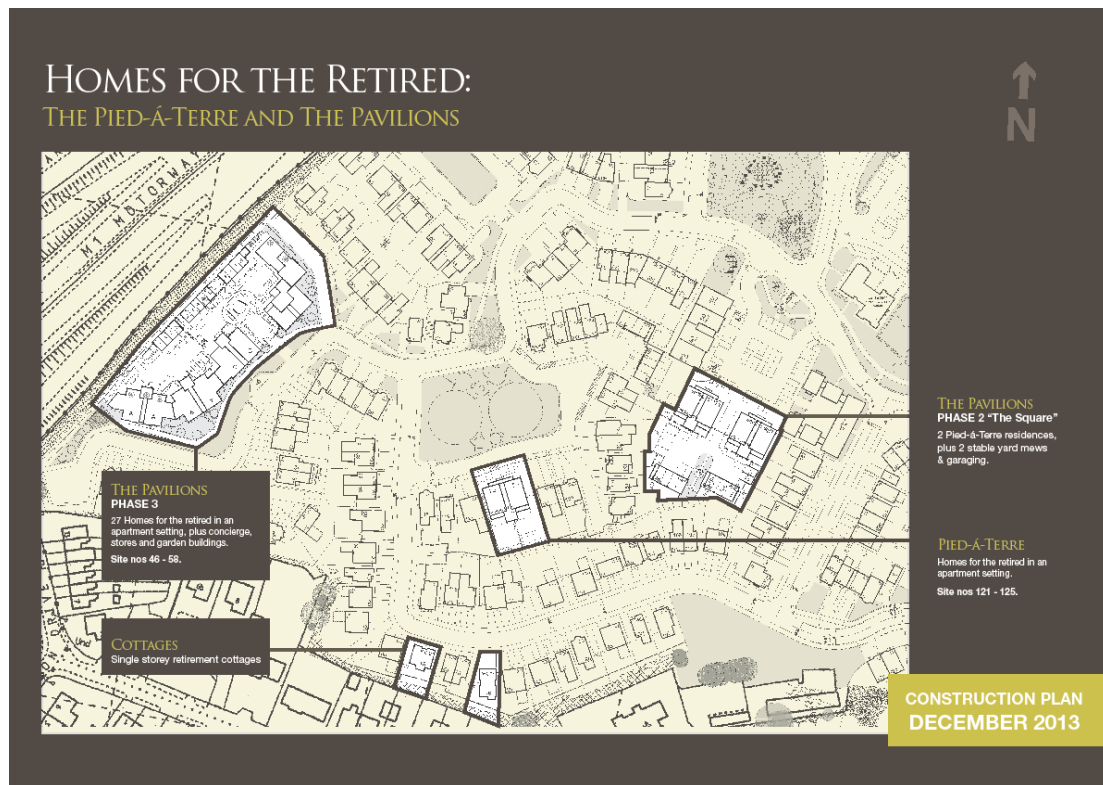 HOMES FOR THE RETIRED:
THE PIED-Á-TERRE AND THE PAVILIONS
N
M1 MOTORWAY
THE PAVILIONS
PHASE 2 “The Square”
2 Pied-á-Terre residences,
plus 2 stable yard mews
& garaging.
THE PAVILIONS
PHASE 3
27 Homes for the retired in an
apartment setting, plus concierge,
stores and garden buildings.
Site nos 46 - 58.
PIED-Á-TERRE
Homes for the retired in an
apartment setting.
Site nos 121 - 125.
Und
COTTAGES
Single storey retirement cottages
CONSTRUCTION PLAN
DECEMBER 2013